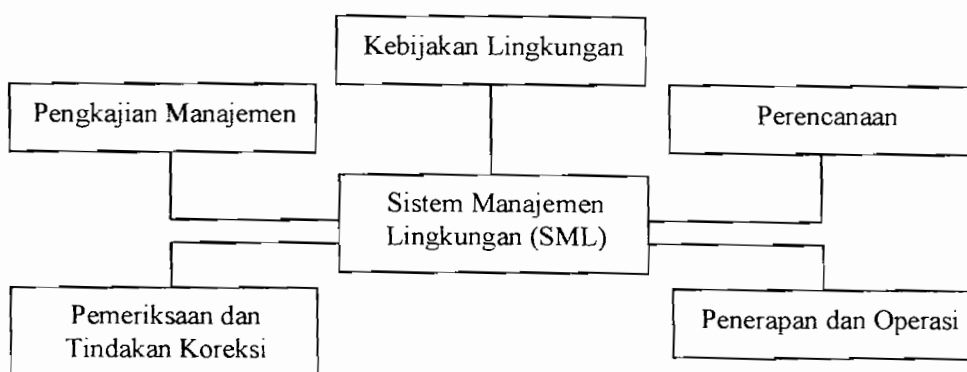 Kebijakan Lingkungan
Pengkajian Manajemen
Perencanaan
Sistem Manajemen
Lingkungan (SML)
Pemeriksaan dan
Tindakan Koreksi
Penerapan dan Operasi